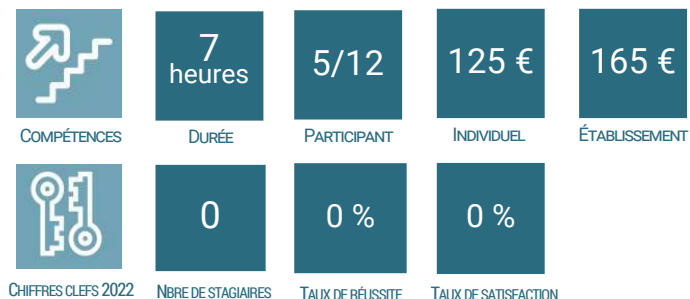 7
heures
5/12
125 €
165 €
COMPÉTENCES
DURÉE
PARTICIPANT
INDIVIDUEL
ÉTABLISSEMENT
0
0 %
0 %
CHIFFRES CLEFS 2022
NBRE DE STAGIAIRES
TAUX DE RÉUSSITE
TAUX DE SATISFACTION